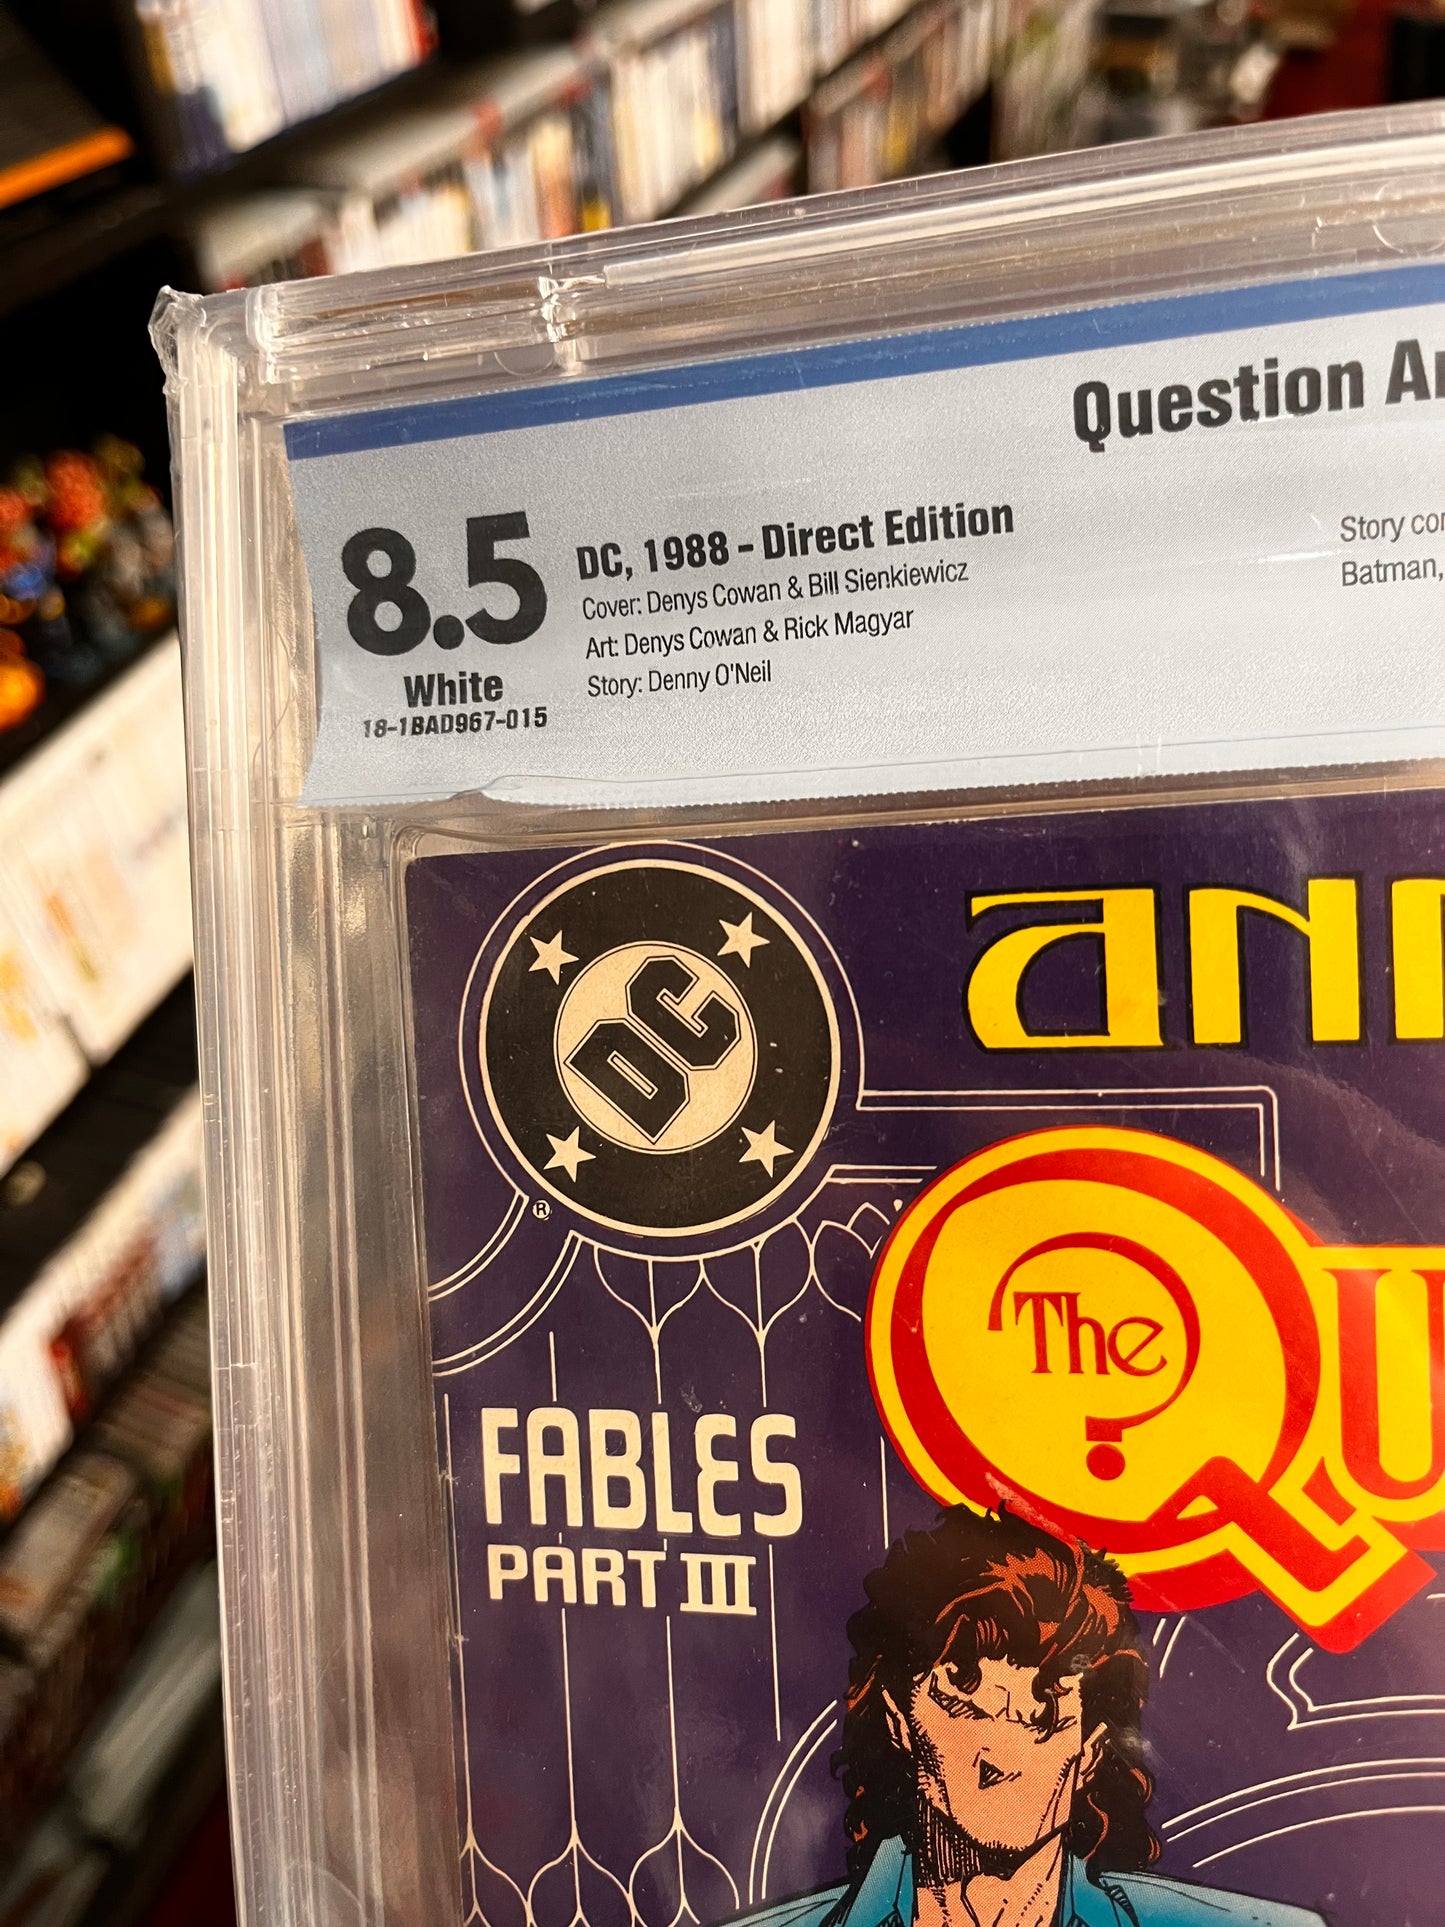 Question
8.5
DC, 1988 - Direct Edition
Cover: Denys Cowan & Bill Sienkiewicz
Art: Denys Cowan & Rick Magyar
Story: Denny O'Neil
White
18-1BAD967-015
Story
Batman,
DC
®
The
FABLES
PART III